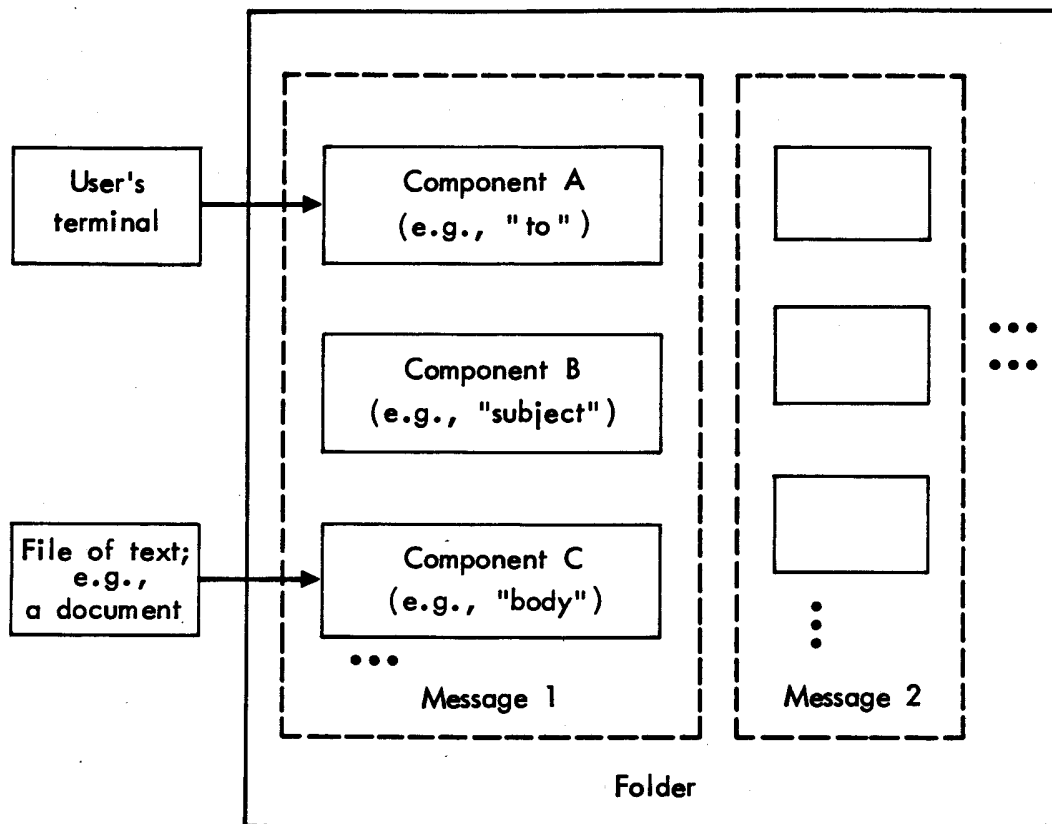 User's
terminal
Component A
(e.g., "to")
Component B
(e.g., "subject")
File of text;
e.g.,
a document
Component C
(e.g., "body")
•••
Message 1
Message 2
Folder